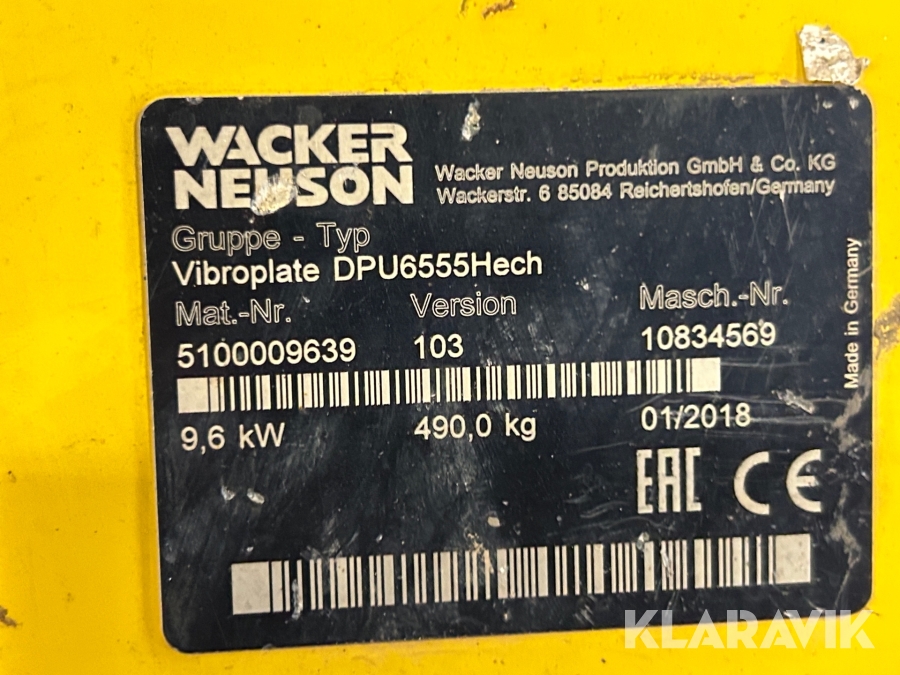 WACKER
NEUSON
Wacker Neuson Produktion GmbH & Co. KG
Wackerstr. 6 85084 Reichertshofen/Germany
Gruppe - Typ
Vibroplate DPU6555Hech
Mat.-Nr. Version Masch.-Nr.
5100009639 103 10834569
9,6 kW 490,0 kg 01/2018
EAC CE
Made in Germany
KLARAVIK